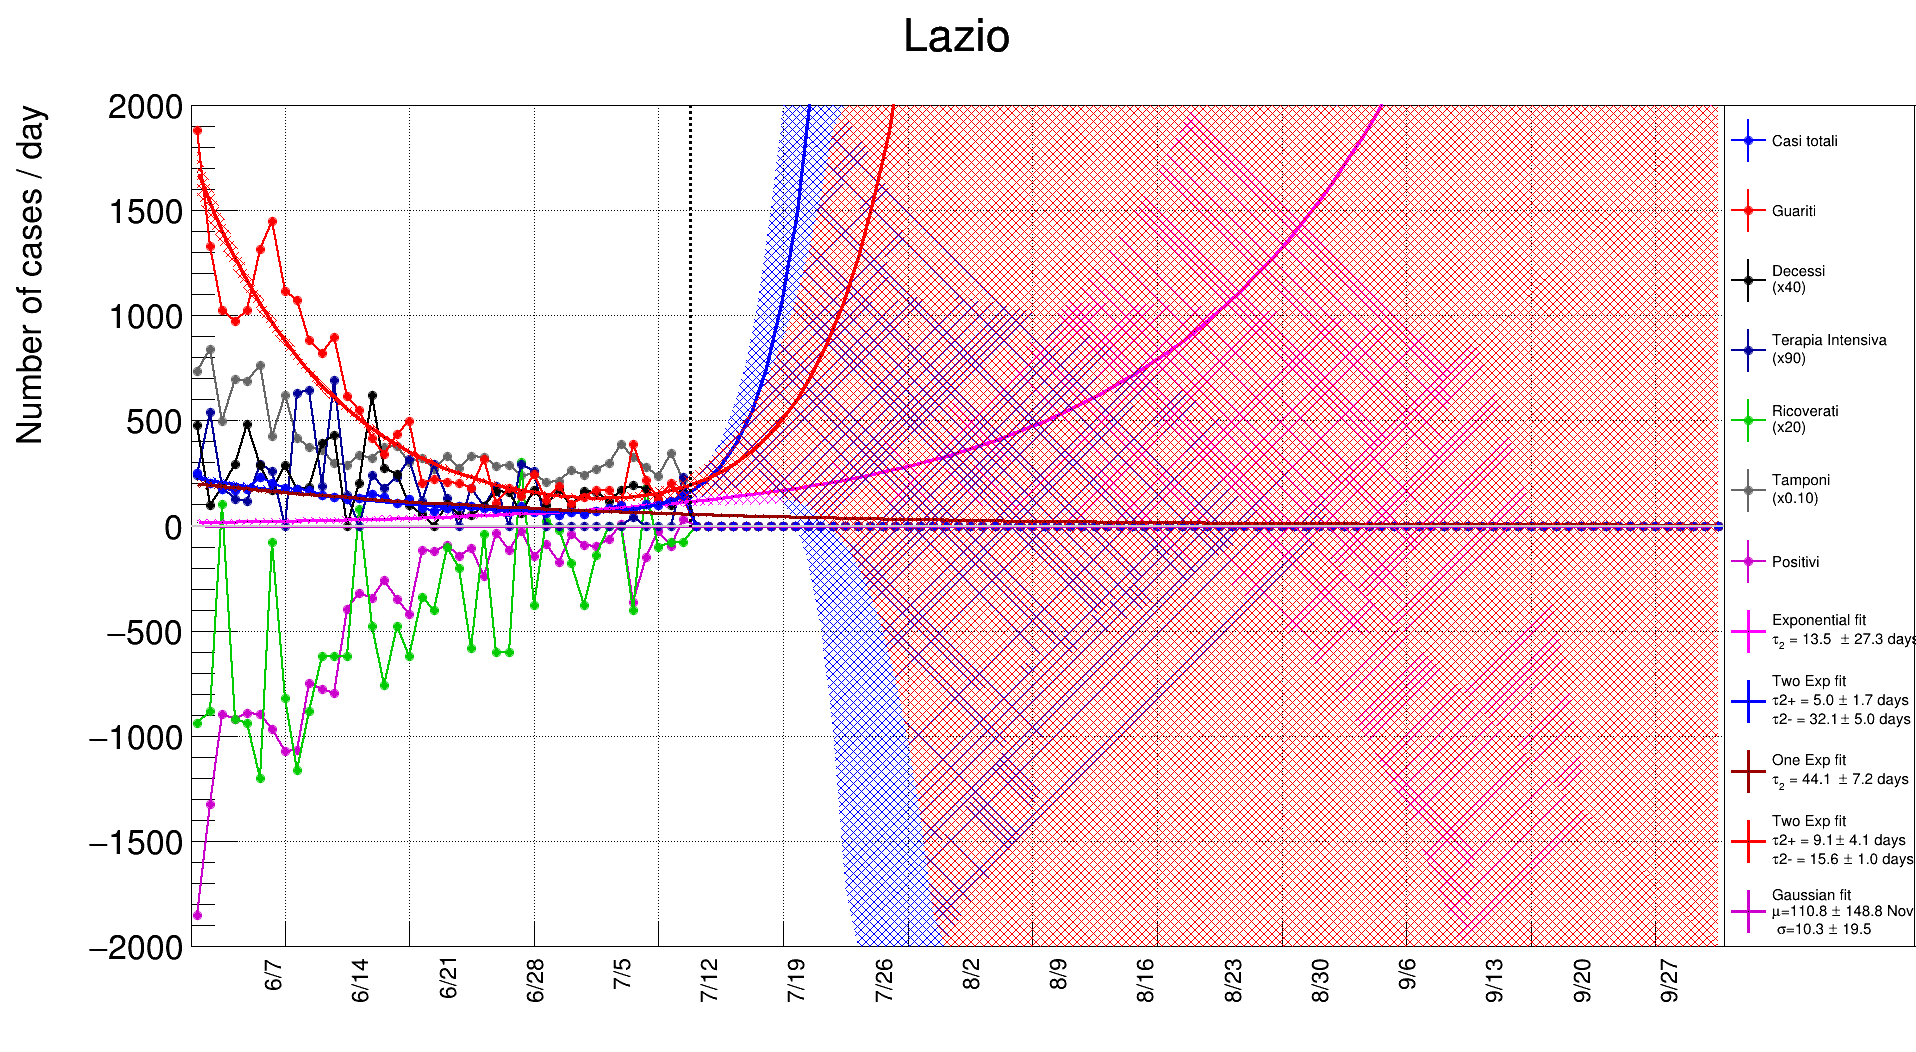 Lazio
Number of cases / day
2000
1500
1000
500
0
−500
−1000
−1500
−2000
6/7
6/14
6/21
6/28
7/5
7/12
7/19
7/26
8/2
8/9
8/16
8/23
8/30
9/6
9/13
9/20
9/27
Casi totali
Guariti
Decessi
(x40)
Terapia Intensiva
(x90)
Ricoverati
(x20)
Tamponi
(x0.10)
Positivi
Exponential fit
τ2 = 13.5 ± 27.3 days
Two Exp fit
τ2+ = 5.0 ± 1.7 days
τ2- = 32.1 ± 5.0 days
One Exp fit
τ2 = 44.1 ± 7.2 days
Two Exp fit
τ2+ = 9.1 ± 4.1 days
τ2- = 15.6 ± 1.0 days
Gaussian fit
μ=110.8 ± 148.8 Nov
σ=10.3 ± 19.5